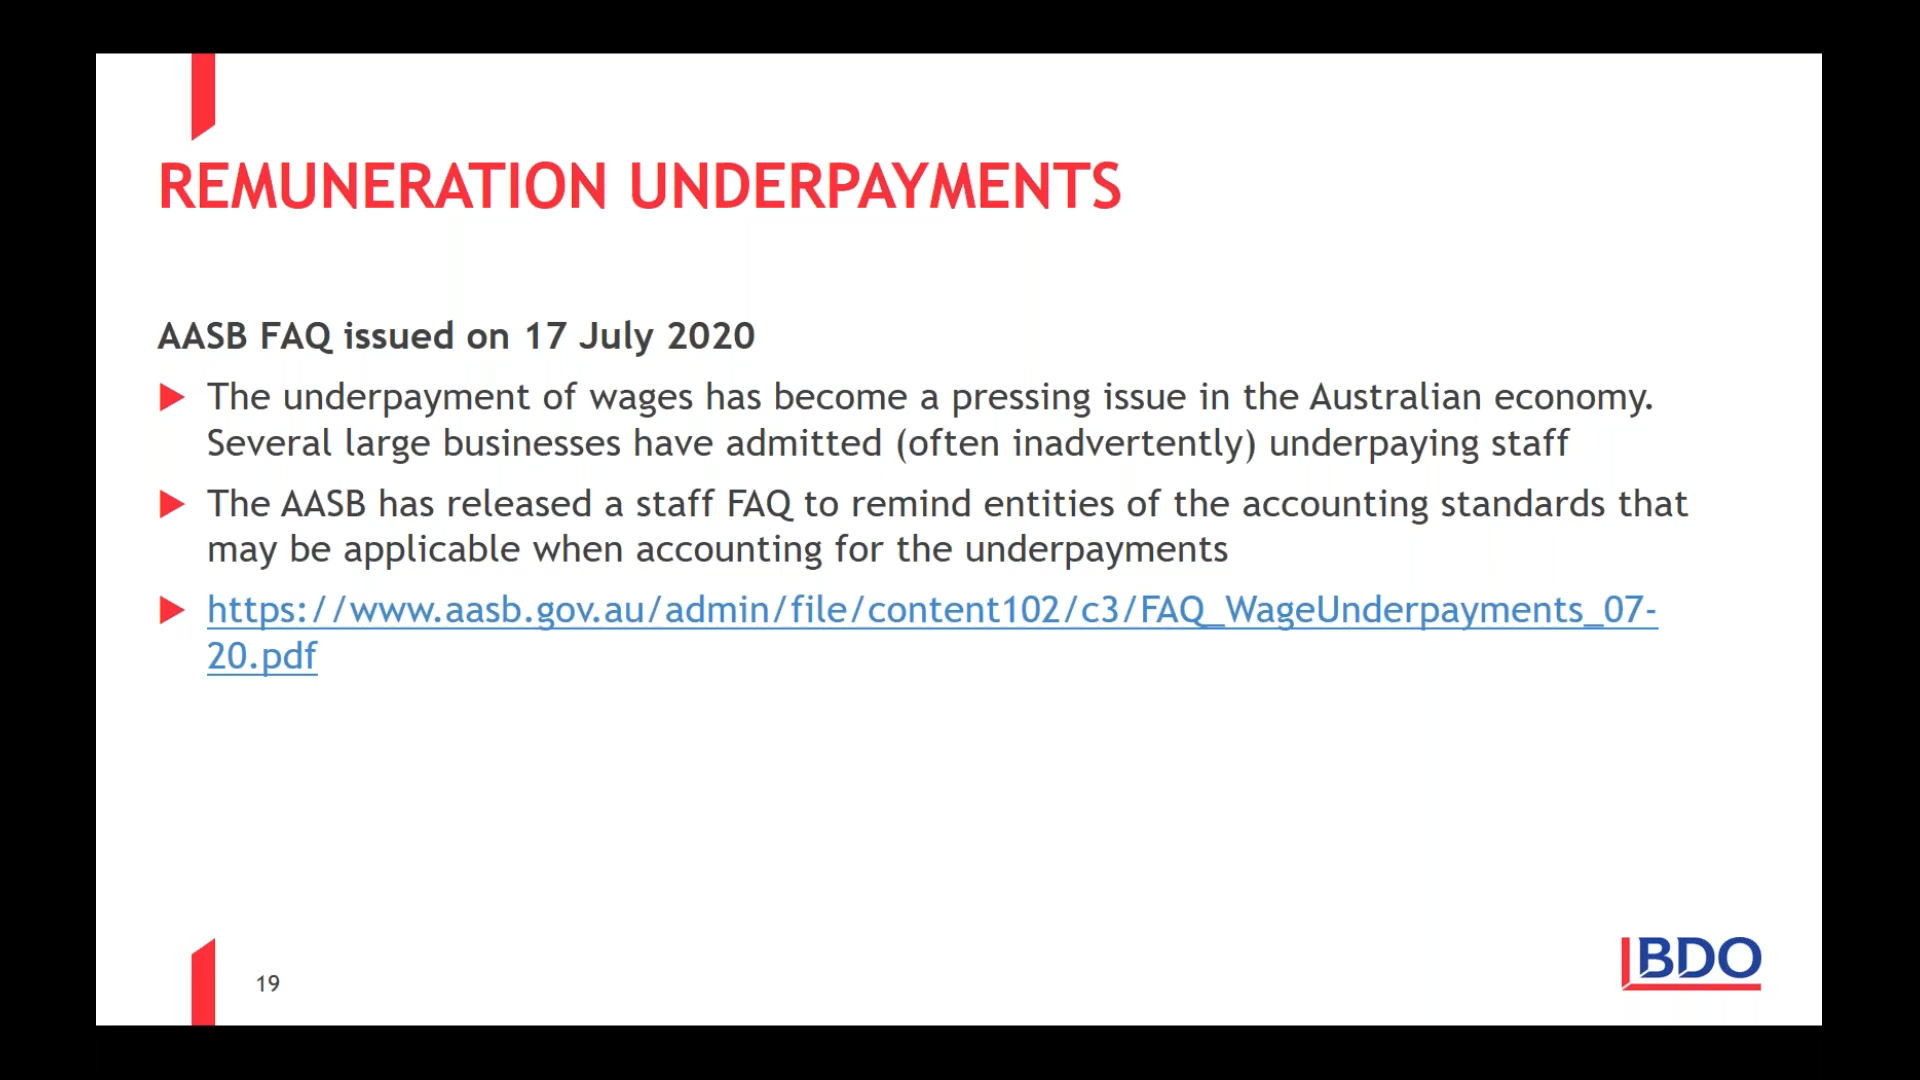 REMUNERATION UNDERPAYMENTS
AASB FAQ issued on 17 July 2020
The underpayment of wages has become a pressing issue in the Australian economy.
Several large businesses have admitted (often inadvertently) underpaying staff
The AASB has released a staff FAQ to remind entities of the accounting standards that
may be applicable when accounting for the underpayments
https://www.aasb.gov.au/admin/file/content102/c3/FAQ_WageUnderpayments_07-
20.pdf
19
BDO